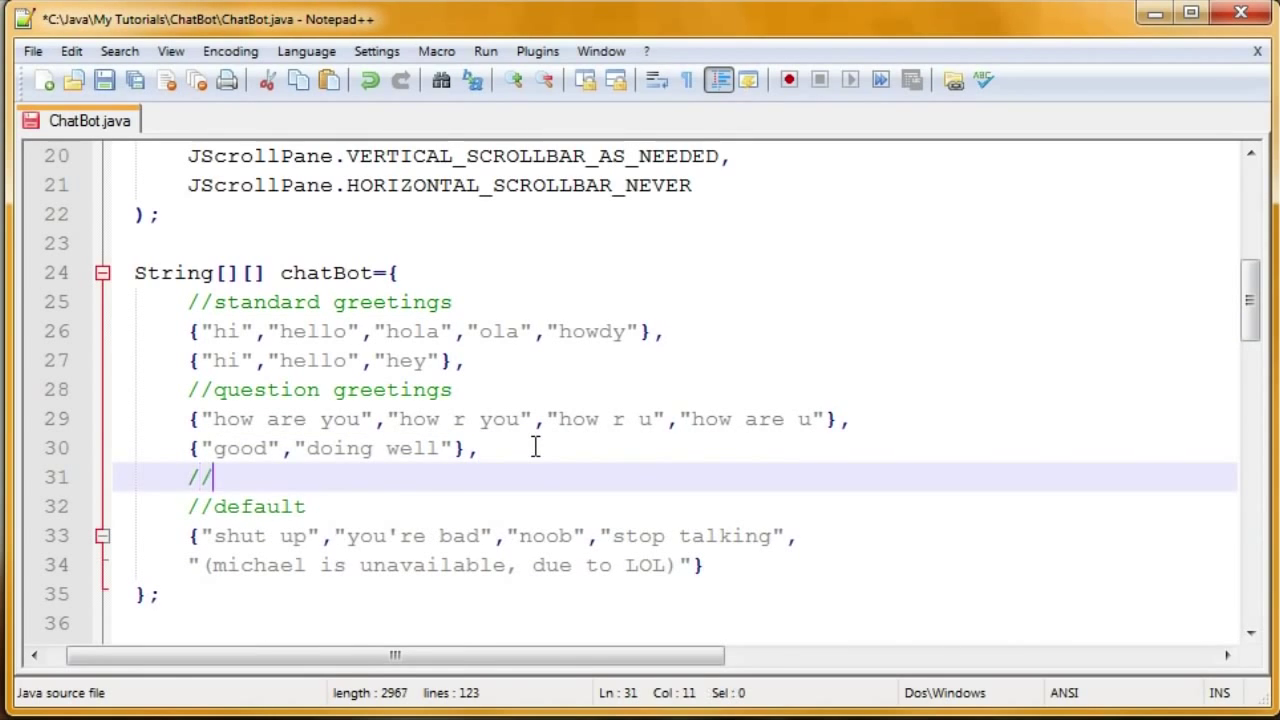 *C:\Java\My Tutorials\ChatBot\ChatBot.java - Notepad++
File Edit Search View Encoding Language Settings Macro Run Plugins Window ? X
ABC
ChatBot.java
20 JScrollPane.VERTICAL_SCROLLBAR_AS_NEEDED,
21 JScrollPane.HORIZONTAL_SCROLLBAR_NEVER
22 );
23
24 String[][] chatBot={
25 //standard greetings
26 {"hi","hello","hola","ola","howdy"},
27 {"hi","hello","hey"},
28 //question greetings
29 {"how are you","how r you","how r u","how are u"},
30 {"good","doing well"},
31 //
32 //default
33 {"shut up","you're bad","noob","stop talking",
34 "(michael is unavailable, due to LOL)"}
35 };
36
Java source file length : 2967 lines : 123 Ln : 31 Col : 11 Sel : 0 Dos\Windows ANSI INS